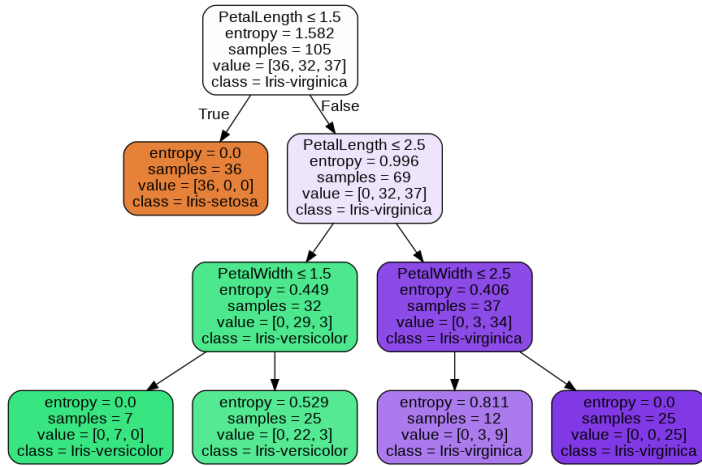 PetalLength ≤ 1.5
entropy = 1.582
samples = 105
value = [36, 32, 37]
class = Iris-virginica
True
False
entropy = 0.0
samples = 36
value = [36, 0, 0]
class = Iris-setosa
PetalLength ≤ 2.5
entropy = 0.996
samples = 69
value = [0, 32, 37]
class = Iris-virginica
PetalWidth ≤ 1.5
entropy = 0.449
samples = 32
value = [0, 29, 3]
class = Iris-versicolor
PetalWidth ≤ 2.5
entropy = 0.406
samples = 37
value = [0, 3, 34]
class = Iris-virginica
entropy = 0.0
samples = 7
value = [0, 7, 0]
class = Iris-versicolor
entropy = 0.529
samples = 25
value = [0, 22, 3]
class = Iris-versicolor
entropy = 0.811
samples = 12
value = [0, 3, 9]
class = Iris-virginica
entropy = 0.0
samples = 25
value = [0, 0, 25]
class = Iris-virginica